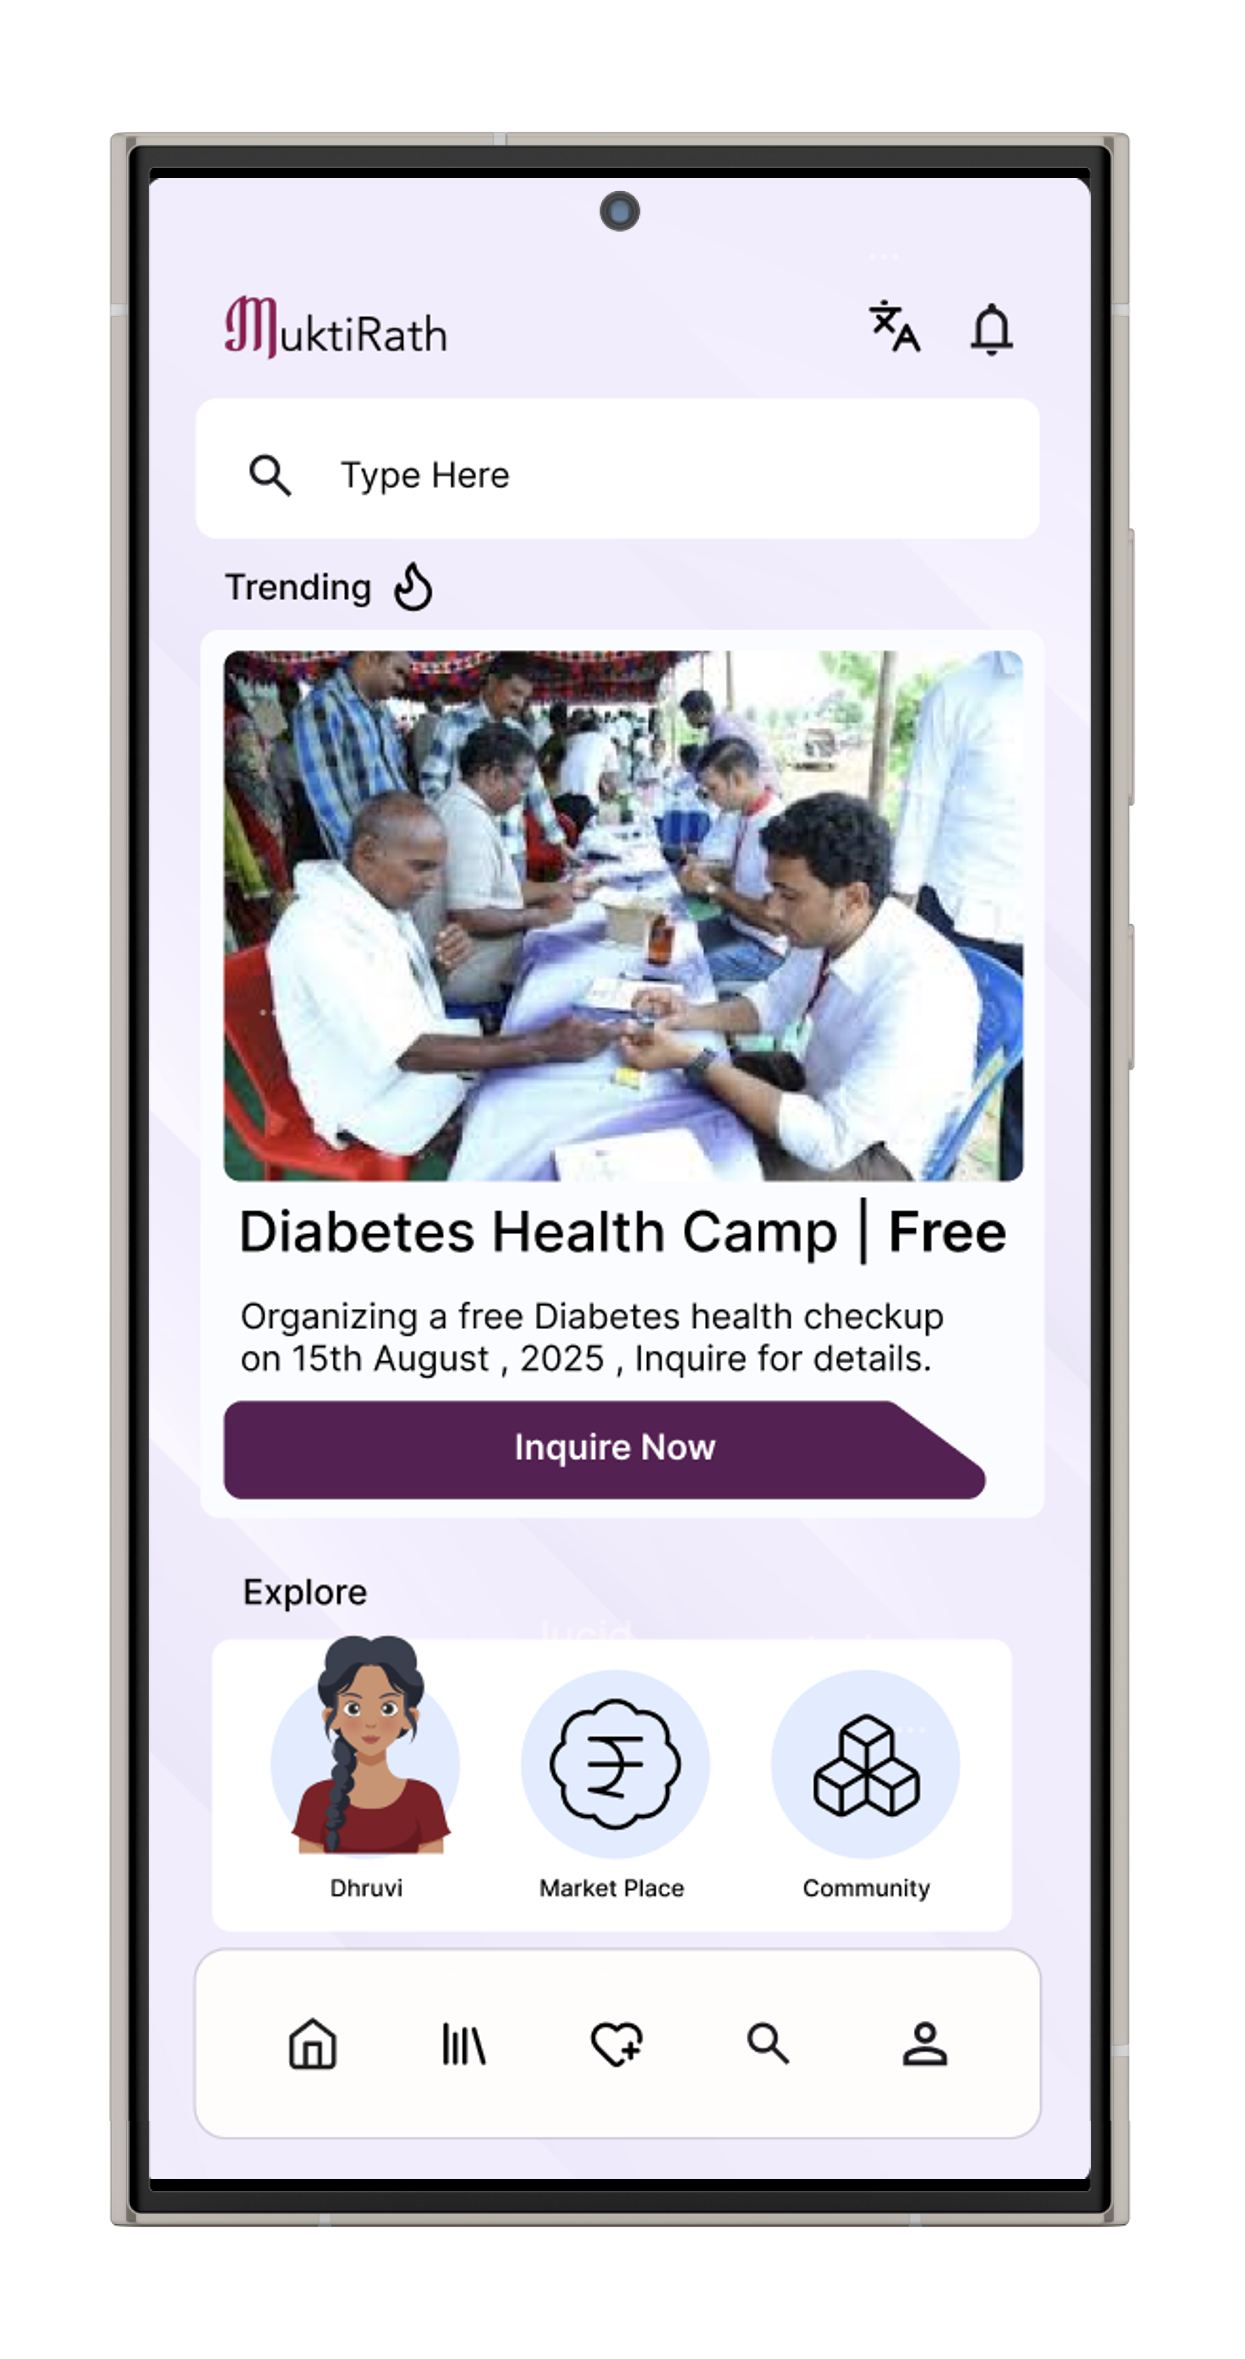 MuktiRath
Type Here
Trending
Diabetes Health Camp | Free
Organizing a free Diabetes health checkup
on 15th August , 2025 , Inquire for details.
Inquire Now
Explore
lucid
Dhruvi
Market Place
Community